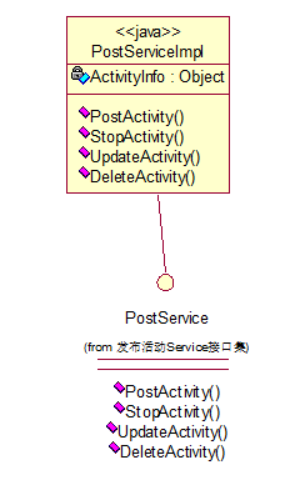 <<java>>
PostServiceImpl
ActivityInfo : Object
PostActivity()
StopActivity()
UpdateActivity()
DeleteActivity()
PostService
(from 发布活动Service接口集)
PostActivity()
StopActivity()
UpdateActivity()
DeleteActivity()